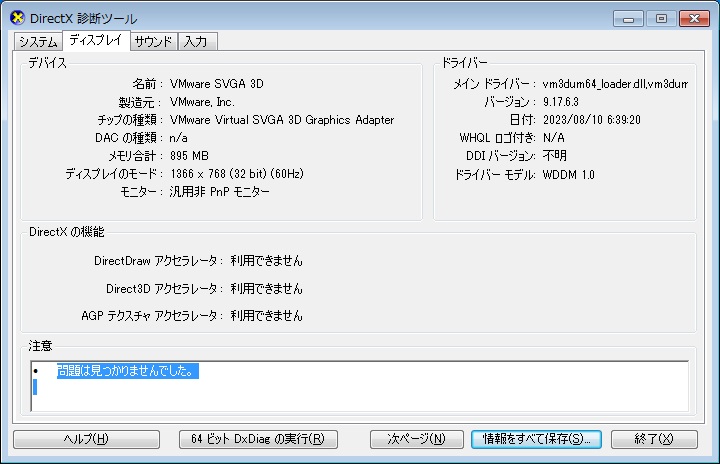 DirectX 診断ツール
システム ディスプレイ サウンド 入力
デバイス
名前： VMware SVGA 3D
製造元： VMware, Inc.
チップの種類： VMware Virtual SVGA 3D Graphics Adapter
DAC の種類： n/a
メモリ合計： 895 MB
ディスプレイのモード： 1366 x 768 (32 bit) (60Hz)
モニター： 汎用非 PnP モニター
ドライバー
メイン ドライバー： vm3dum64_loader.dll,vm3dum
バージョン： 9.17.6.3
日付: 2023/08/10 6:39:20
WHQL ロゴ付き: N/A
DDI バージョン: 不明
ドライバー モデル: WDDM 1.0
DirectX の機能
DirectDraw アクセラレータ： 利用できません
Direct3D アクセラレータ： 利用できません
AGP テクスチャ アクセラレータ： 利用できません
注意
• 問題は見つかりませんでした。
ヘルプ(H) 64 ビット DxDiag の実行(R) 次ページ(N) 情報をすべて保存(S)... 終了(X)